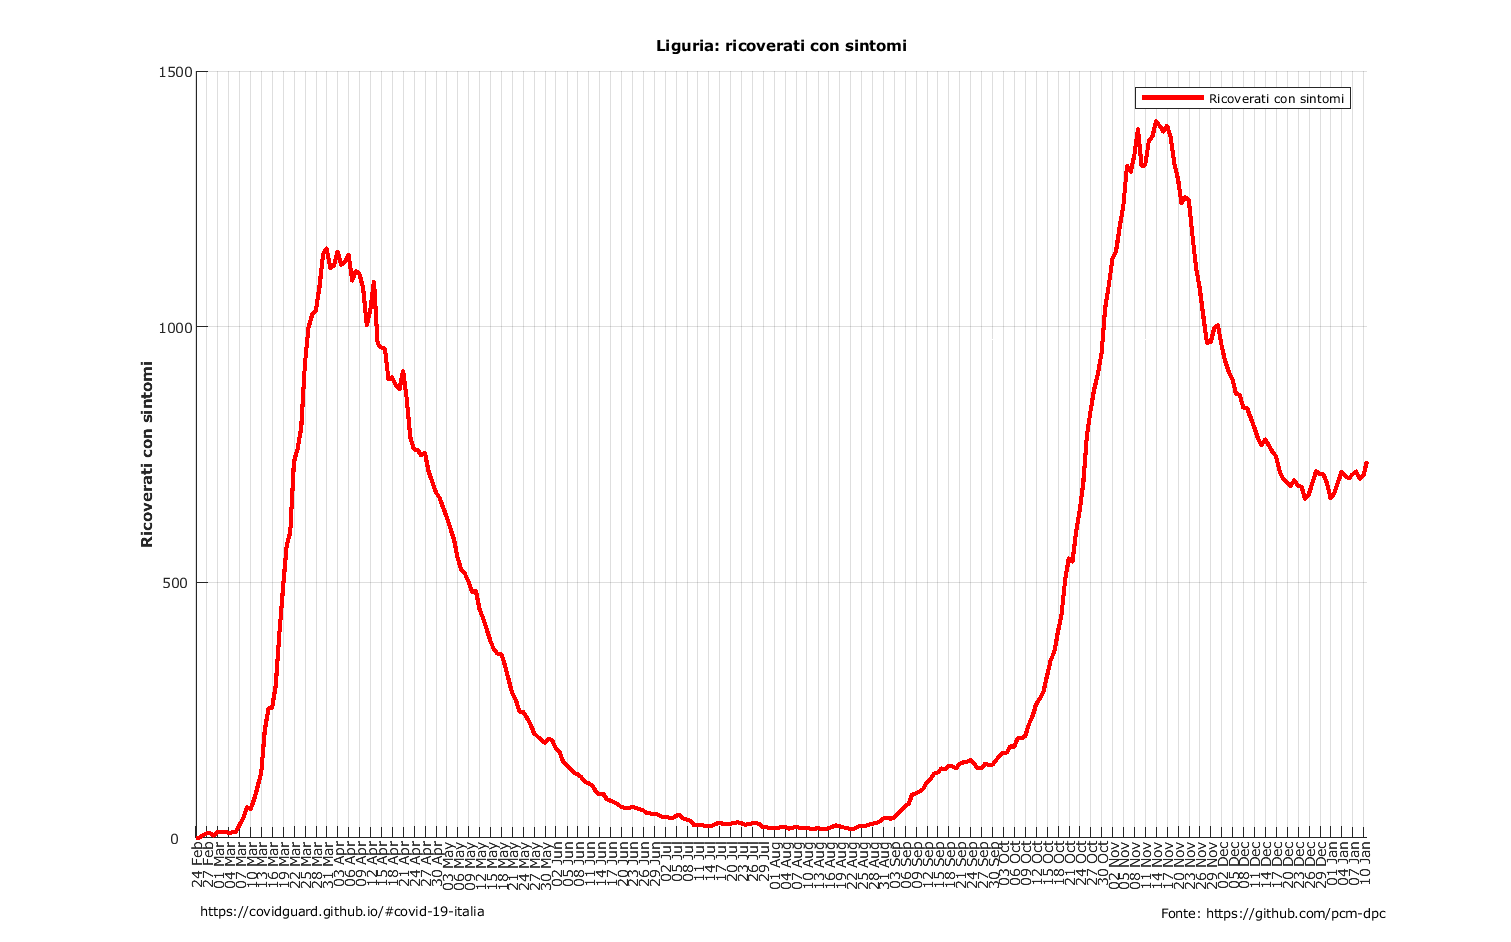 Liguria: ricoverati con sintomi
Ricoverati con sintomi
Ricoverati con sintomi
1500
1000
500
0
24 Feb
27 Feb
01 Mar
04 Mar
07 Mar
10 Mar
13 Mar
16 Mar
19 Mar
22 Mar
25 Mar
28 Mar
31 Mar
03 Apr
06 Apr
09 Apr
12 Apr
15 Apr
18 Apr
21 Apr
24 Apr
27 Apr
30 Apr
03 May
06 May
09 May
12 May
15 May
18 May
21 May
24 May
27 May
30 May
02 Jun
05 Jun
08 Jun
11 Jun
14 Jun
17 Jun
20 Jun
23 Jun
26 Jun
29 Jun
02 Jul
05 Jul
08 Jul
11 Jul
14 Jul
17 Jul
20 Jul
23 Jul
26 Jul
29 Jul
01 Aug
04 Aug
07 Aug
10 Aug
13 Aug
16 Aug
19 Aug
22 Aug
25 Aug
28 Aug
31 Aug
03 Sep
06 Sep
09 Sep
12 Sep
15 Sep
18 Sep
21 Sep
24 Sep
27 Sep
30 Sep
03 Oct
06 Oct
09 Oct
12 Oct
15 Oct
18 Oct
21 Oct
24 Oct
27 Oct
30 Oct
02 Nov
05 Nov
08 Nov
11 Nov
14 Nov
17 Nov
20 Nov
23 Nov
26 Nov
29 Nov
02 Dec
05 Dec
08 Dec
11 Dec
14 Dec
17 Dec
20 Dec
23 Dec
26 Dec
29 Dec
01 Jan
04 Jan
07 Jan
10 Jan
https://covidguard.github.io/#covid-19-italia
Fonte: https://github.com/pcm-dpc